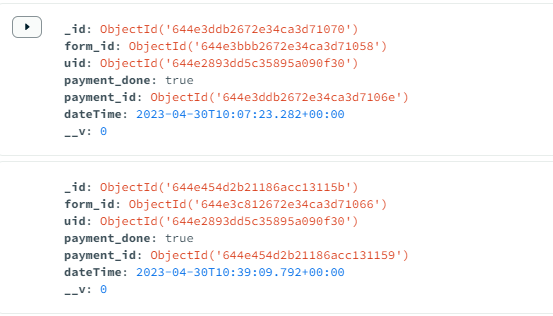 _id: ObjectId('644e3ddb2672e34ca3d71070')
form_id: ObjectId('644e3bbb2672e34ca3d71058')
uid: ObjectId('644e2893dd5c35895a090f30')
payment_done: true
payment_id: ObjectId('644e3ddb2672e34ca3d7106e')
dateTime: 2023-04-30T10:07:23.282+00:00
__v: 0
_id: ObjectId('644e454d2b21186acc13115b')
form_id: ObjectId('644e3c812672e34ca3d71066')
uid: ObjectId('644e2893dd5c35895a090f30')
payment_done: true
payment_id: ObjectId('644e454d2b21186acc131159')
dateTime: 2023-04-30T10:39:09.792+00:00
__v: 0